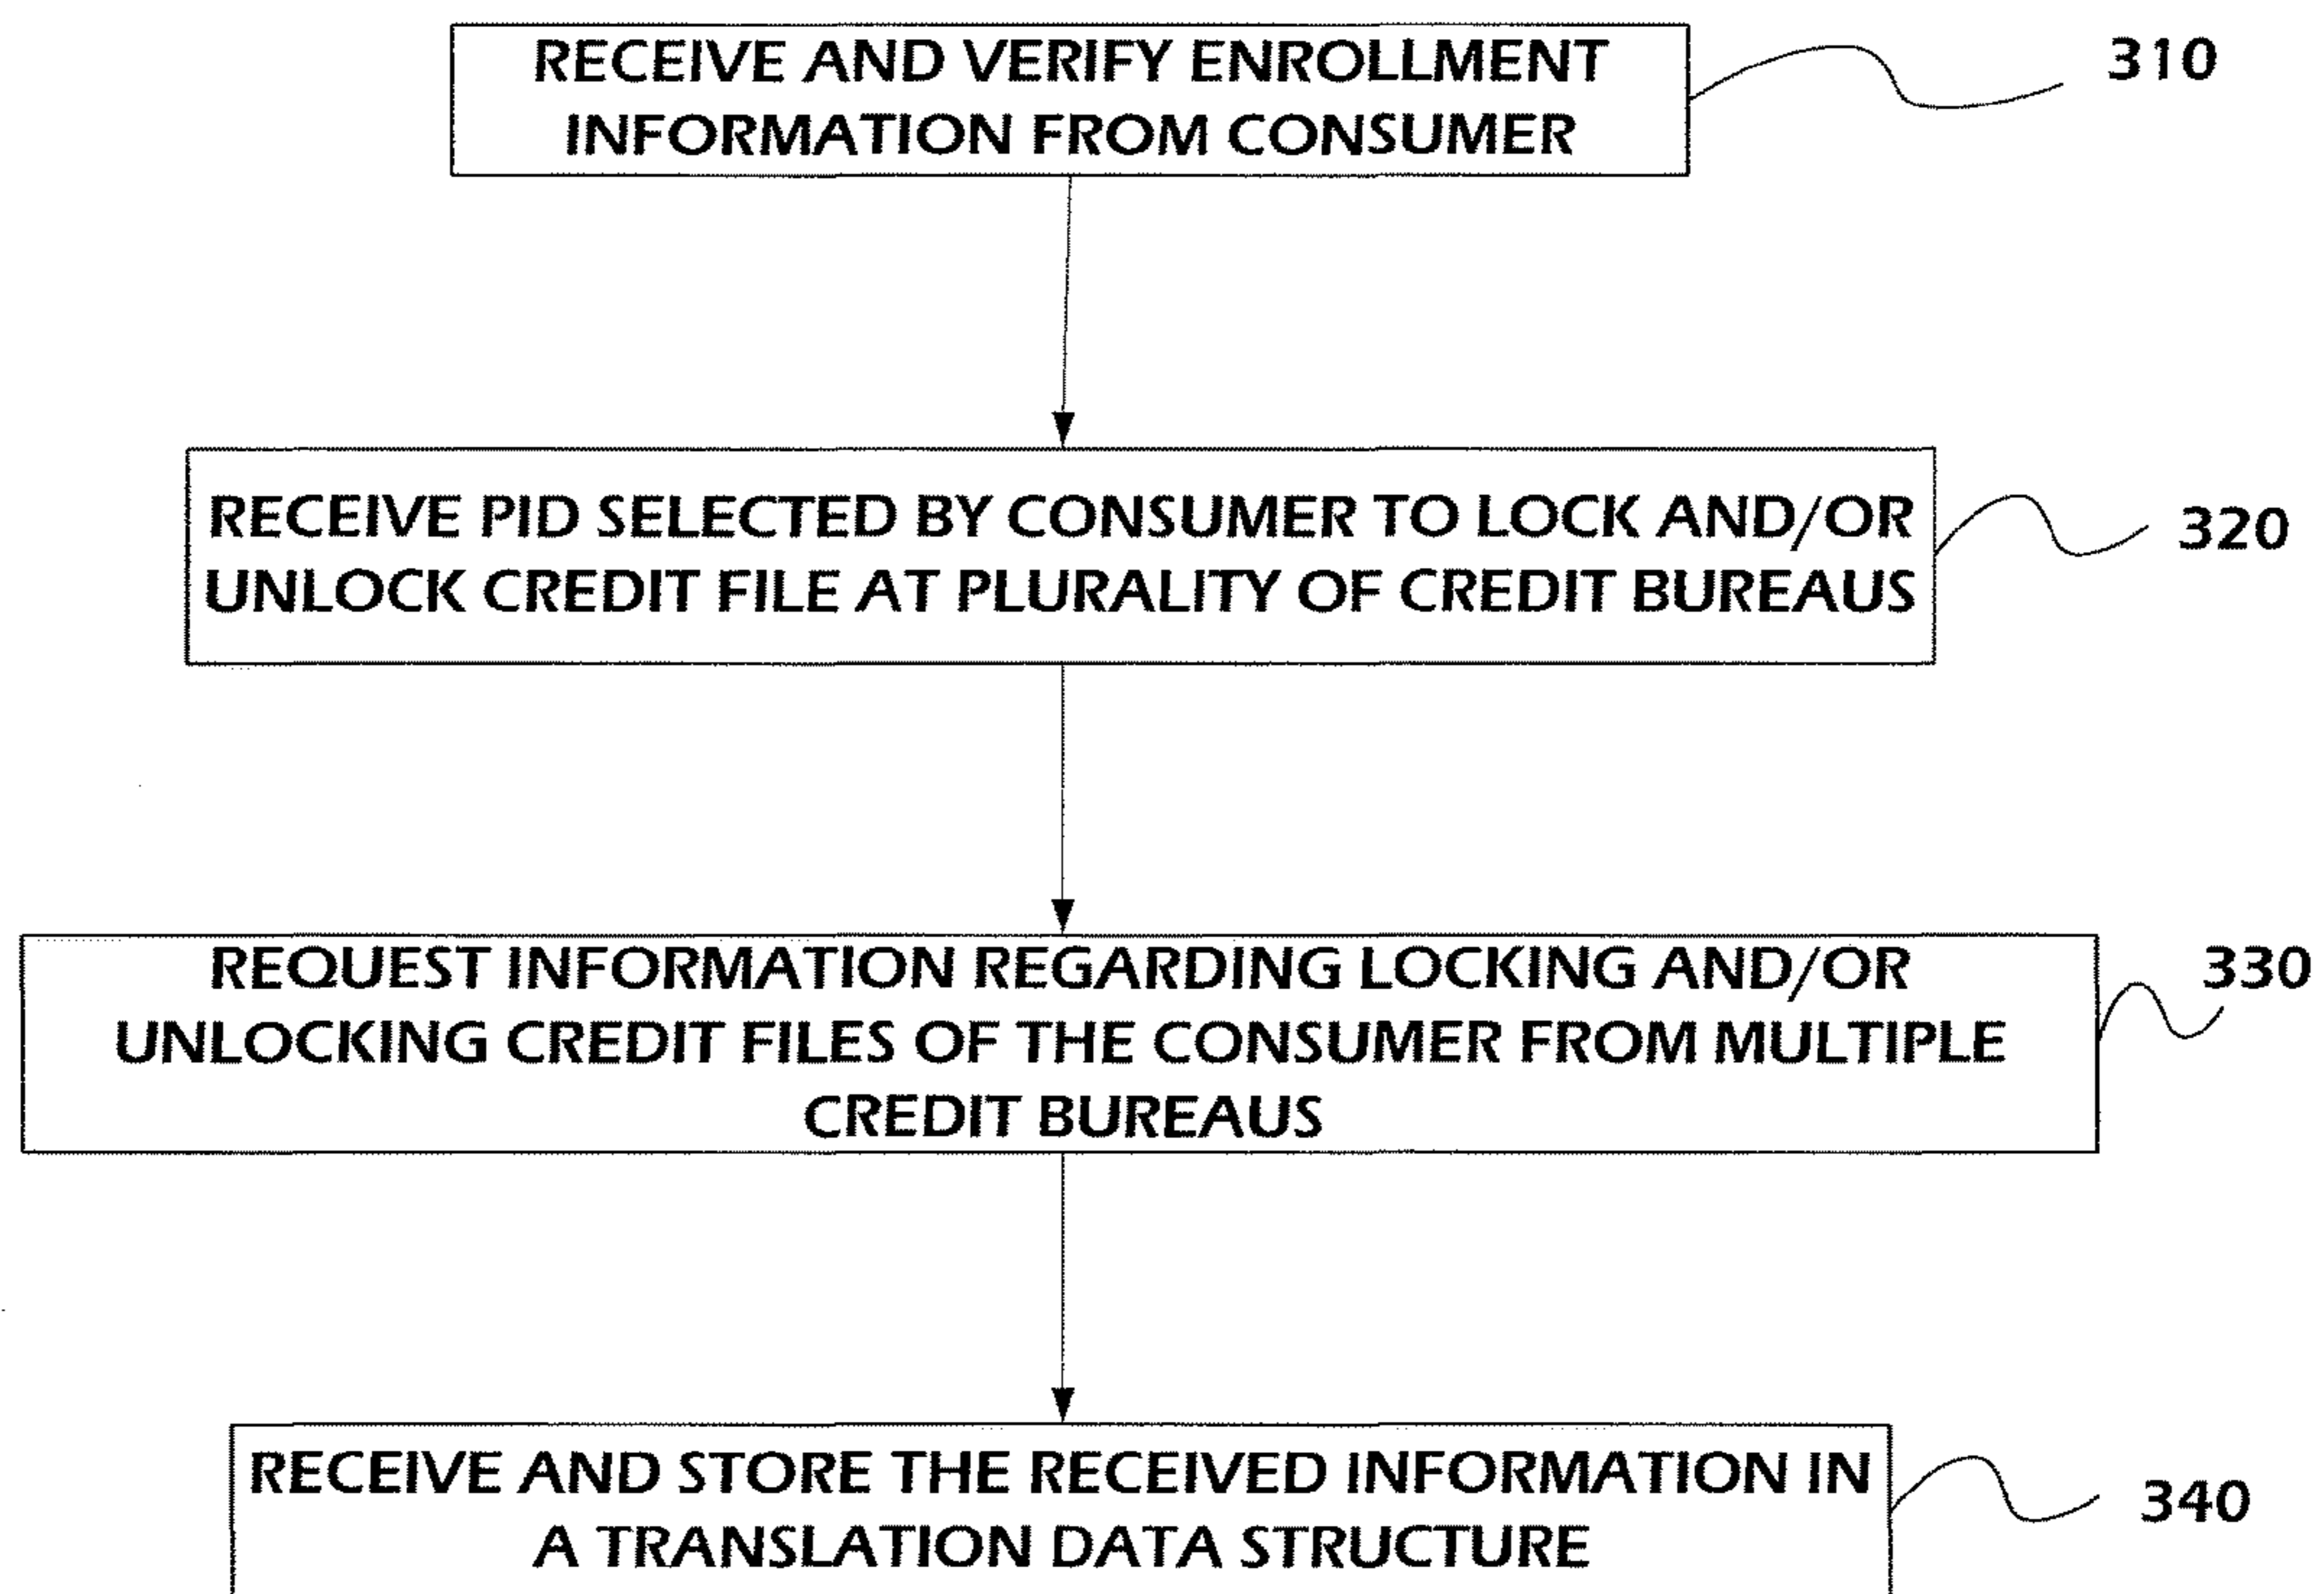 RECEIVE AND VERIFY ENROLLMENT
INFORMATION FROM CONSUMER
310
RECEIVE PID SELECTED BY CONSUMER TO LOCK AND/OR
UNLOCK CREDIT FILE AT PLURALITY OF CREDIT BUREAUS
320
REQUEST INFORMATION REGARDING LOCKING AND/OR
UNLOCKING CREDIT FILES OF THE CONSUMER FROM MULTIPLE
CREDIT BUREAUS
330
RECEIVE AND STORE THE RECEIVED INFORMATION IN
A TRANSLATION DATA STRUCTURE
340